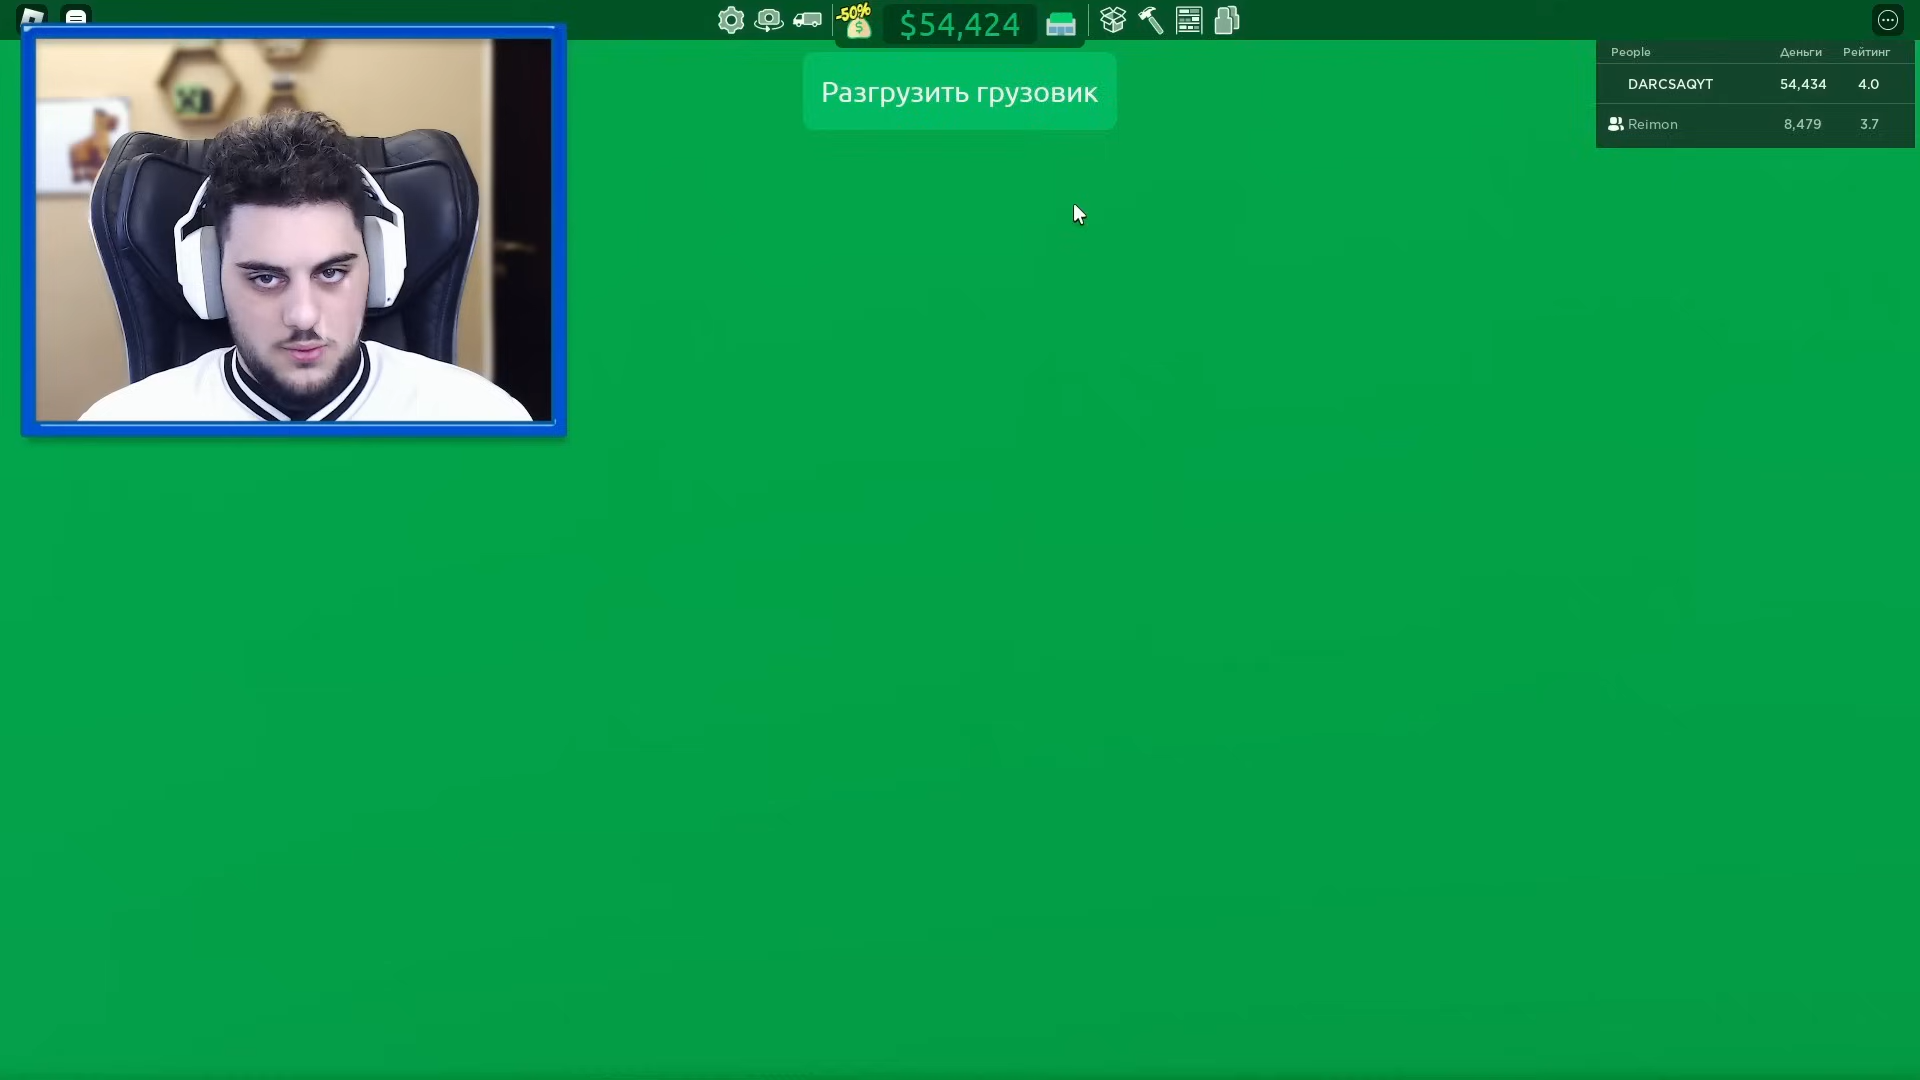 -50%
$54,424
Разгрузить грузовик
People Деньги Рейтинг
DARCSAQYT 54,434 4.0
Reimon 8,479 3.7